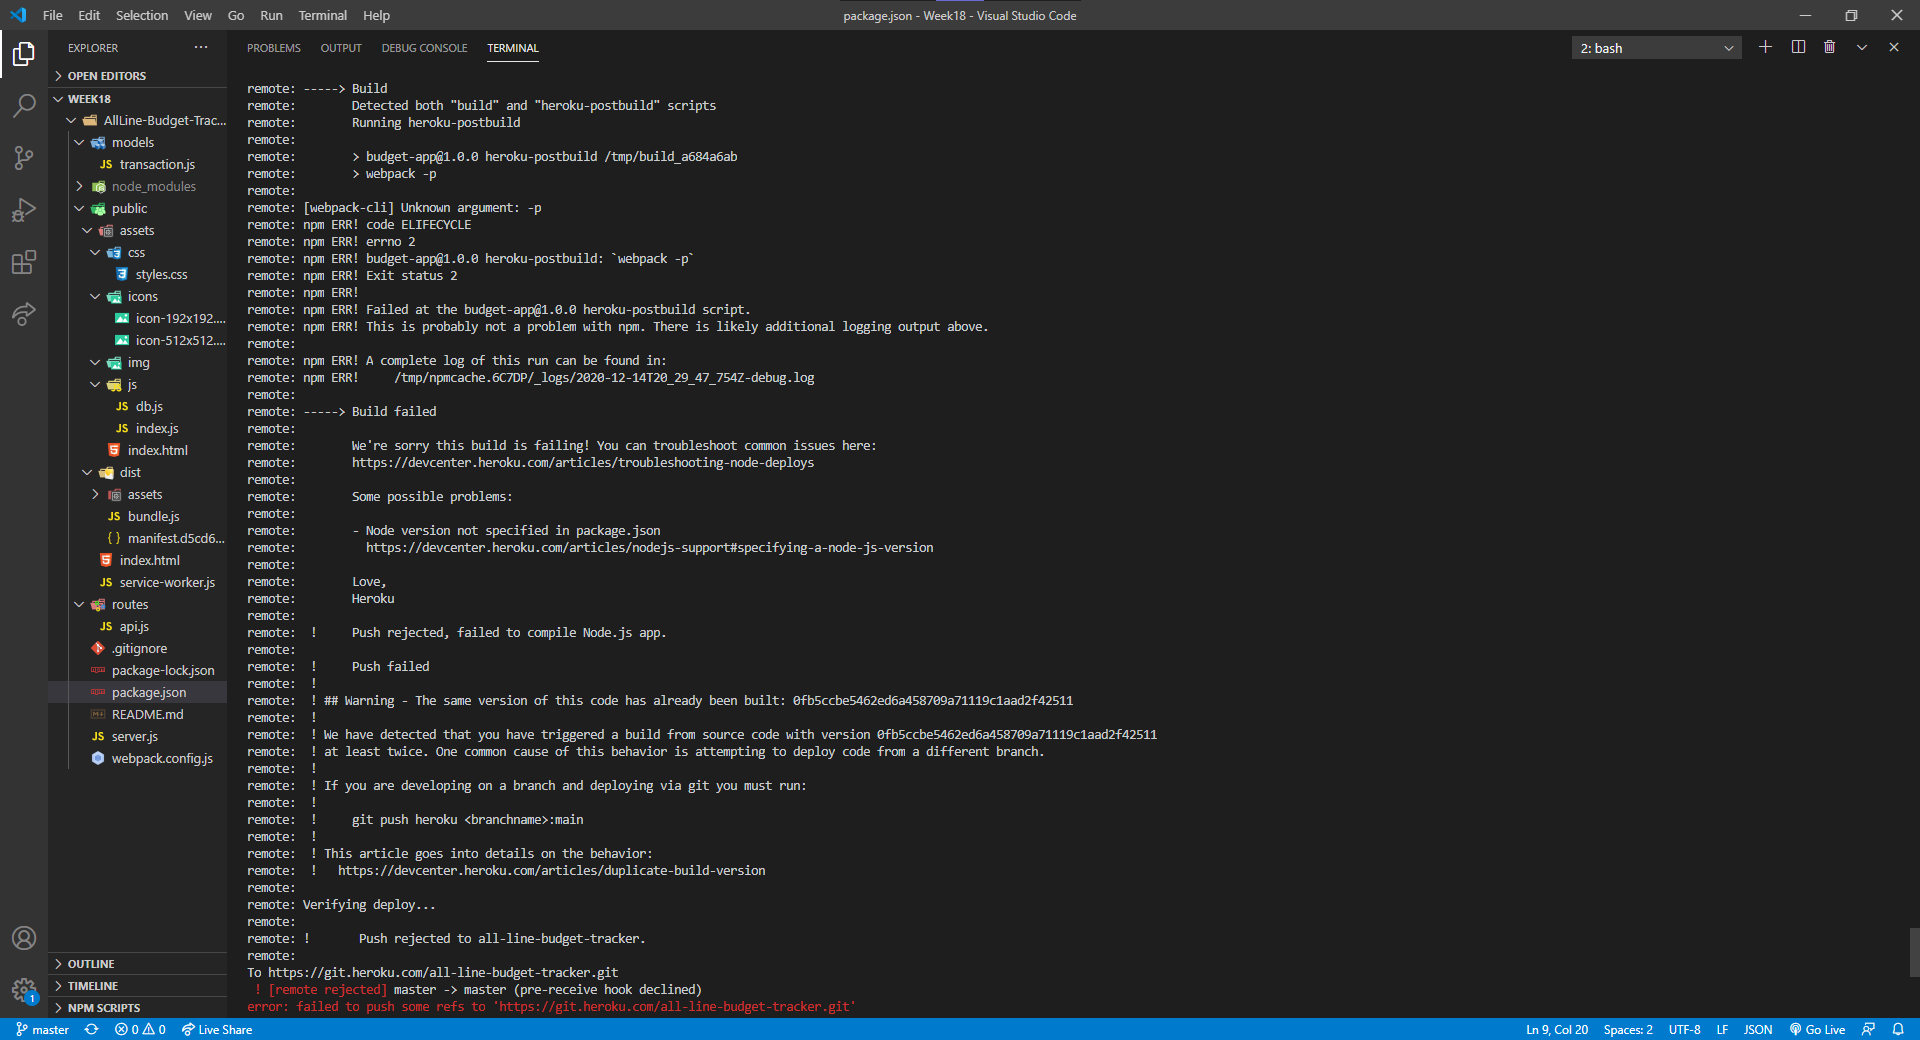 File Edit Selection View Go Run Terminal Help
package.json - Week18 - Visual Studio Code
EXPLORER
OPEN EDITORS
WEEK18
AllLine-Budget-Trac...
models
JS transaction.js
node_modules
public
assets
css
styles.css
icons
icon-192x192....
icon-512x512....
img
js
JS db.js
JS index.js
index.html
dist
assets
JS bundle.js
{ } manifest.d5cd6...
index.html
JS service-worker.js
routes
JS api.js
.gitignore
package-lock.json
package.json
README.md
JS server.js
webpack.config.js
OUTLINE
TIMELINE
NPM SCRIPTS
PROBLEMS OUTPUT DEBUG CONSOLE TERMINAL
2: bash
remote: -----> Build
remote: Detected both "build" and "heroku-postbuild" scripts
remote: Running heroku-postbuild
remote:
remote: > budget-app@1.0.0 heroku-postbuild /tmp/build_a684a6ab
remote: > webpack -p
remote:
remote: [webpack-cli] Unknown argument: -p
remote: npm ERR! code ELIFECYCLE
remote: npm ERR! errno 2
remote: npm ERR! budget-app@1.0.0 heroku-postbuild: `webpack -p`
remote: npm ERR! Exit status 2
remote: npm ERR!
remote: npm ERR! Failed at the budget-app@1.0.0 heroku-postbuild script.
remote: npm ERR! This is probably not a problem with npm. There is likely additional logging output above.
remote:
remote: npm ERR! A complete log of this run can be found in:
remote: npm ERR! /tmp/npmcache.6C7DP/_logs/2020-12-14T20_29_47_754Z-debug.log
remote:
remote: -----> Build failed
remote:
remote: We're sorry this build is failing! You can troubleshoot common issues here:
remote: https://devcenter.heroku.com/articles/troubleshooting-node-deploys
remote:
remote: Some possible problems:
remote:
remote: - Node version not specified in package.json
remote: https://devcenter.heroku.com/articles/nodejs-support#specifying-a-node-js-version
remote:
remote: Love,
remote: Heroku
remote:
remote: ! Push rejected, failed to compile Node.js app.
remote:
remote: ! Push failed
remote: !
remote: ! ## Warning - The same version of this code has already been built: 0fb5ccbe5462ed6a458709a71119c1aad2f42511
remote: !
remote: ! We have detected that you have triggered a build from source code with version 0fb5ccbe5462ed6a458709a71119c1aad2f42511
remote: ! at least twice. One common cause of this behavior is attempting to deploy code from a different branch.
remote: !
remote: ! If you are developing on a branch and deploying via git you must run:
remote: !
remote: ! git push heroku <branchname>:main
remote: !
remote: ! This article goes into details on the behavior:
remote: ! https://devcenter.heroku.com/articles/duplicate-build-version
remote:
remote: Verifying deploy...
remote:
remote: ! Push rejected to all-line-budget-tracker.
remote:
To https://git.heroku.com/all-line-budget-tracker.git
! [remote rejected] master -> master (pre-receive hook declined)
error: failed to push some refs to 'https://git.heroku.com/all-line-budget-tracker.git'
1
master 0 0 Live Share
Ln 9, Col 20 Spaces: 2 UTF-8 LF JSON Go Live